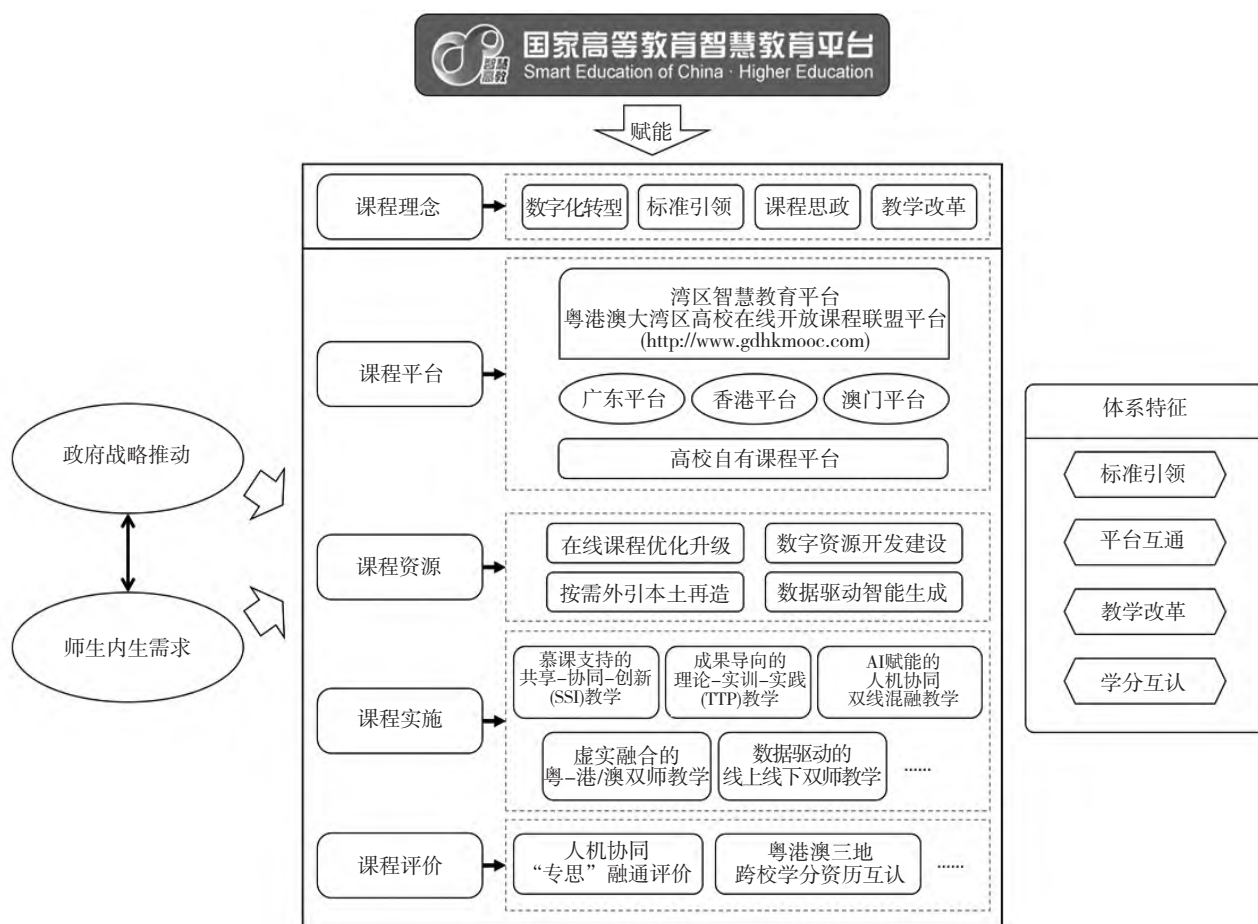 智慧
高教
国家高等教育智慧教育平台
Smart Education of China · Higher Education
赋能
课程理念
数字化转型
标准引领
课程思政
教学改革
课程平台
湾区智慧教育平台
粤港澳大湾区高校在线开放课程联盟平台
(http://www.gdhkmooc.com)
广东平台
香港平台
澳门平台
高校自有课程平台
政府战略推动
师生内生需求
课程资源
在线课程优化升级
数字资源开发建设
按需外引本土再造
数据驱动智能生成
课程实施
慕课支持的
共享–协同–创新
(SSI)教学
成果导向的
理论–实训–实践
(TTP)教学
AI赋能的
人机协同
双线混融教学
虚实融合的
粤–港/澳双师教学
数据驱动的
线上线下双师教学
······
课程评价
人机协同
“专思”融通评价
粤港澳三地
跨校学分资历互认
······
体系特征
标准引领
平台互通
教学改革
学分互认